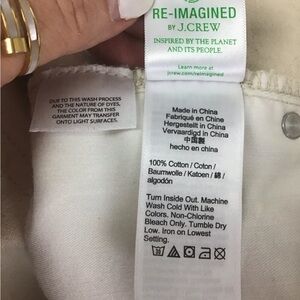 RE-IMAGINED
BY J.CREW
INSPIRED BY THE PLANET
AND ITS PEOPLE.
Learn more at
jcrew.com/reimagined
DUE TO THIS WASH PROCESS
AND THE NATURE OF DYES,
THE COLOR FROM THIS
GARMENT MAY TRANSFER
ONTO LIGHT SURFACES.
Made in China
Fabriqué en Chine
Hergestellt in China
Vervaardigd in China
中国製
hecho en china
100% Cotton / Coton /
Baumwolle / Katoen / 綿 /
algodón
Turn Inside Out. Machine
Wash Cold With Like
Colors. Non-Chlorine
Bleach Only. Tumble Dry
Low. Iron on Lowest
Setting.